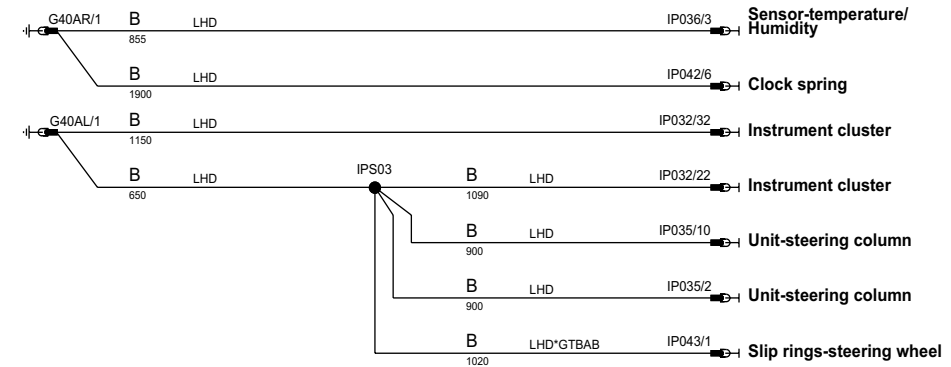 G40AR/1 B LHD IP036/3 Sensor-temperature/
Humidity
855
B LHD IP042/6 Clock spring
1900
G40AL/1 B LHD IP032/32 Instrument cluster
1150
B LHD IPS03 B LHD IP032/22 Instrument cluster
650 1090
B LHD IP035/10 Unit-steering column
900
B LHD IP035/2 Unit-steering column
900
B LHD*GTBAB IP043/1 Slip rings-steering wheel
1020